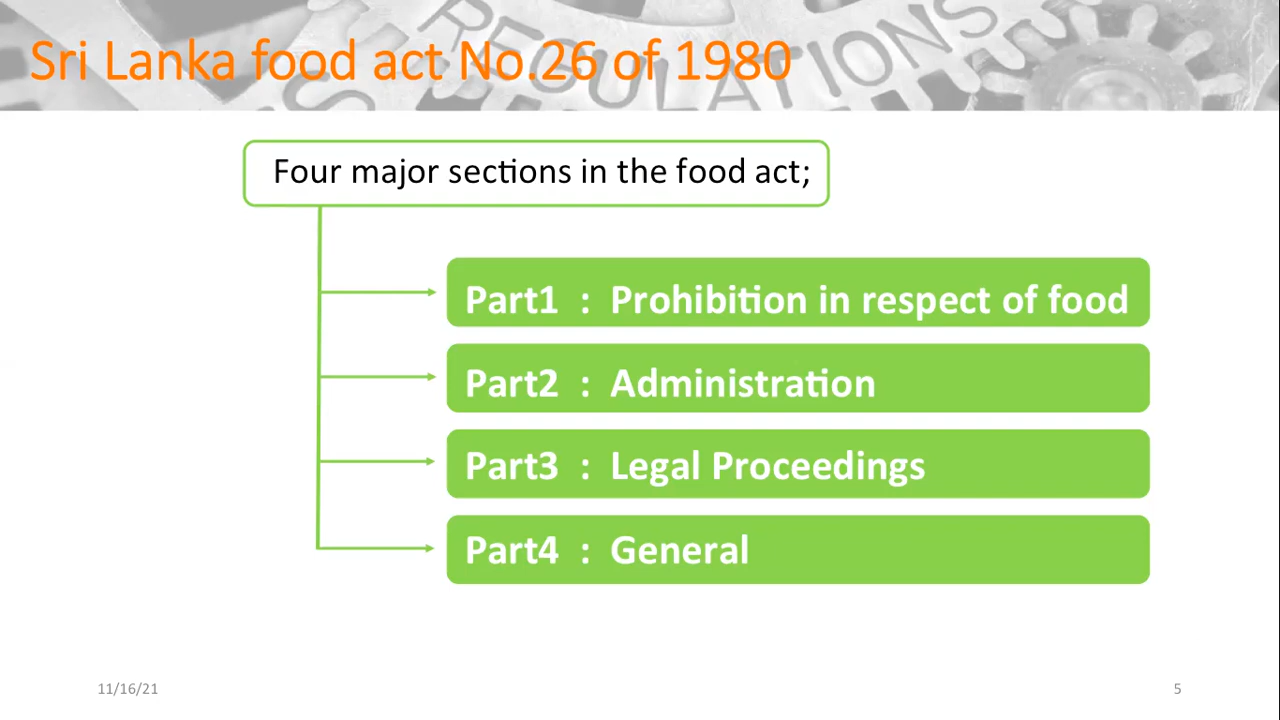 REGULATIONS
Sri Lanka food act No.26 of 1980
Four major sections in the food act;
Part1 : Prohibition in respect of food
Part2 : Administration
Part3 : Legal Proceedings
Part4 : General
11/16/21
5